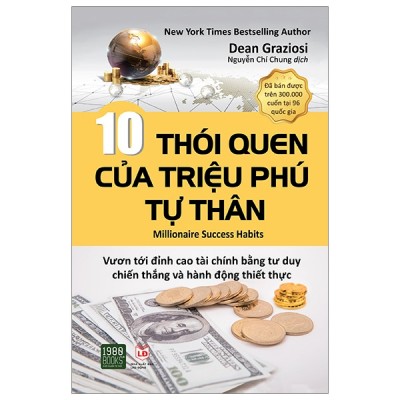 New York Times Bestselling Author
Dean Graziosi
Nguyễn Chí Chung dịch
Đã bán được
trên 300.000
cuốn tại 96
quốc gia
10 THÓI QUEN
CỦA TRIỆU PHÚ
TỰ THÂN
Millionaire Success Habits
Vươn tới đỉnh cao tài chính bằng tư duy
chiến thắng và hành động thiết thực
1980
BOOKS
LĐ